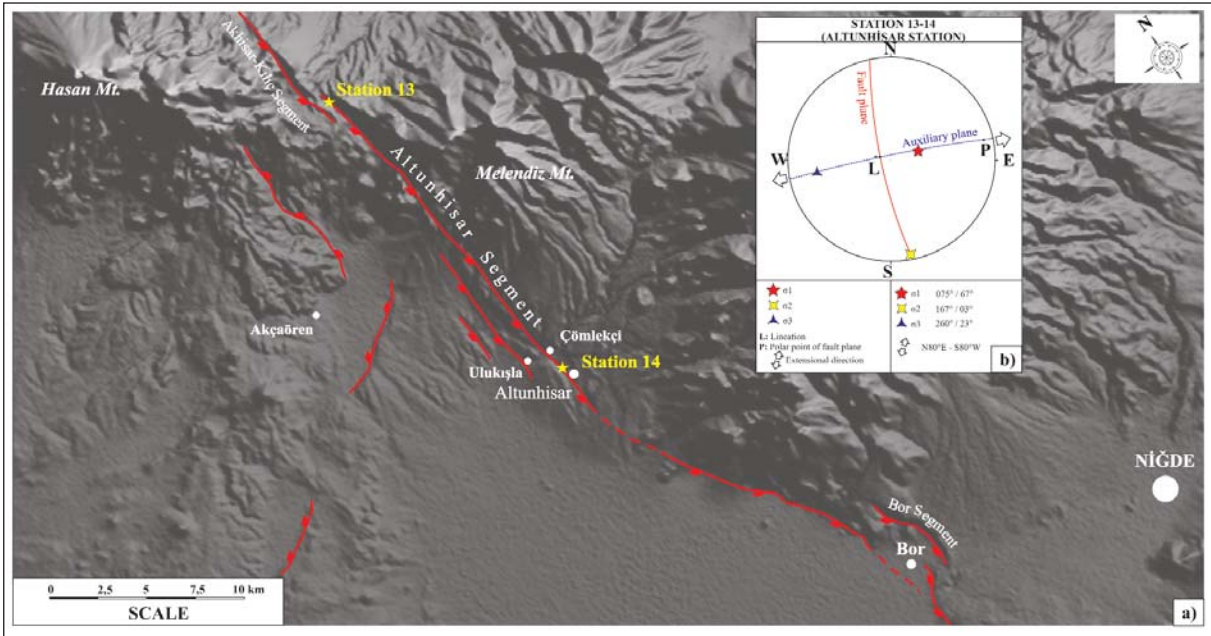 Hasan Mt.
Akhisar-Kılıç Segment
Station 13
Altunhisar Segment
Melendiz Mt.
Akçaören
Çömlekçi
Ulukışla
Station 14
Altunhisar
NİĞDE
Bor Segment
Bor
0 2,5 5 7,5 10 km
SCALE
a)
N
STATION 13-14
(ALTUNHİSAR STATION)
N
Fault plane
Auxiliary plane
W
L
P
E
S
σ1
σ2
σ3
L: Lineation
P: Polar point of fault plane
Extensional direction
σ1 075° / 67°
σ2 167° / 03°
σ3 260° / 23°
N80°E - S80°W
b)